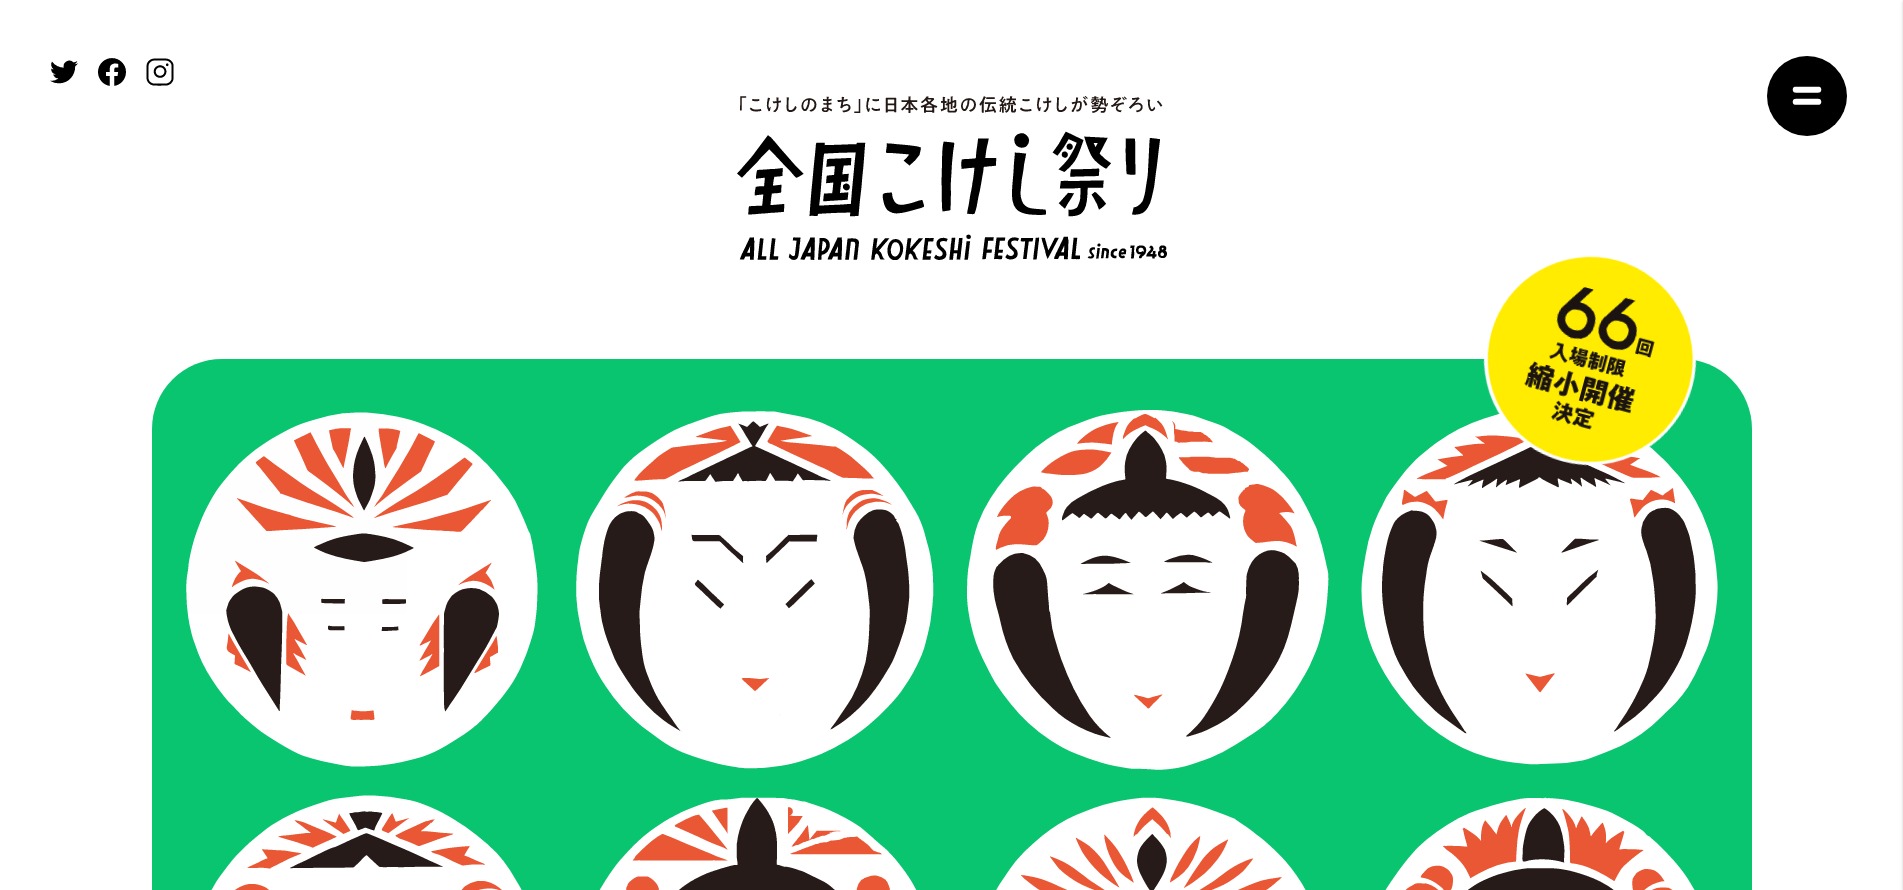 「こけしのまち」に日本各地の伝統こけしが勢ぞろい
全国こけし祭り
ALL JAPAN KOKESHi FESTIVAL since 1948
66回
入場制限
縮小開催
決定